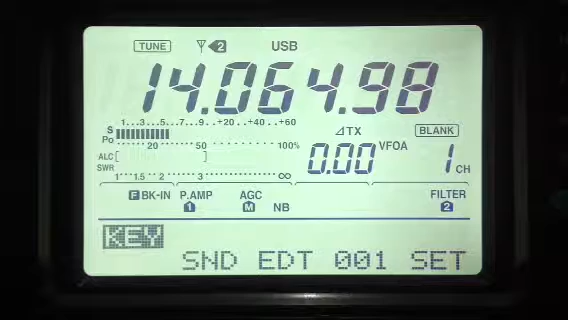 TUNE 2 USB
14.064.98
S 1...3...5...7...9..+20..+40..+60
Po 20 50 100%
ALC
SWR 1 1.5 2 3 ∞
⊿TX VFOA BLANK
0.00 1 CH
F BK-IN P.AMP AGC FILTER
1 M NB 2
KEY
SND EDT 001 SET